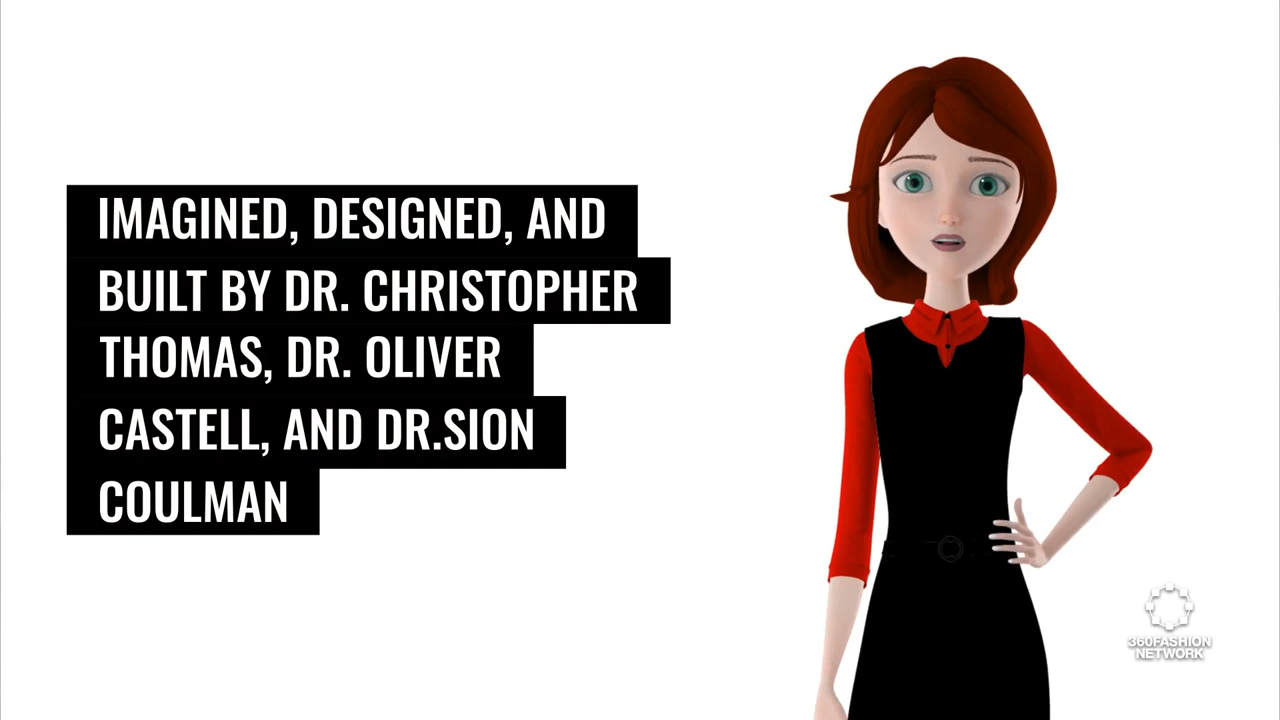 IMAGINED, DESIGNED, AND
BUILT BY DR. CHRISTOPHER
THOMAS, DR. OLIVER
CASTELL, AND DR.SION
COULMAN
360FASHION
NETWORK